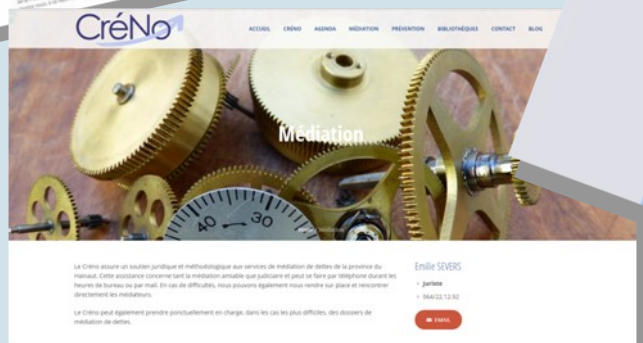 CréNo
ACCUEIL CRÉNO AGENDA MÉDIATION PRÉVENTION BIBLIOTHÈQUES CONTACT BLOG
Médiation
40 30
Le Créno assure un soutien juridique et méthodologique aux services de médiation de dettes de la province du
Hainaut. Cette assistance concerne tant la médiation amiable que judiciaire et peut se faire par téléphone durant les
heures de bureau ou par mail. En cas de difficultés, nous pouvons également nous rendre sur place et rencontrer
directement les médiateurs.
Le Créno peut également prendre ponctuellement en charge, dans les cas les plus difficiles, des dossiers de
médiation de dettes.
Emilie SEVERS
Juriste
064/22.12.92
EMAIL